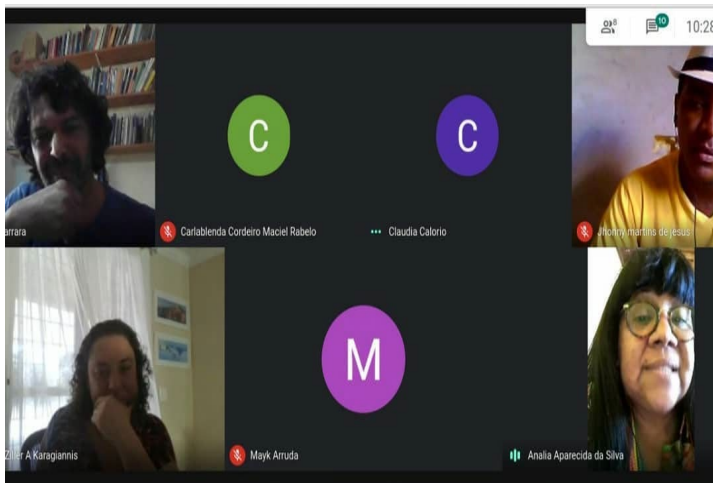 8
10
10:28
C
C
arrara
Carlablenda Cordeiro Maciel Rabelo
Claudia Calorio
Jhonny martins de jesus
M
Ziller A Karagiannis
Mayk Arruda
Analia Aparecida da Silva